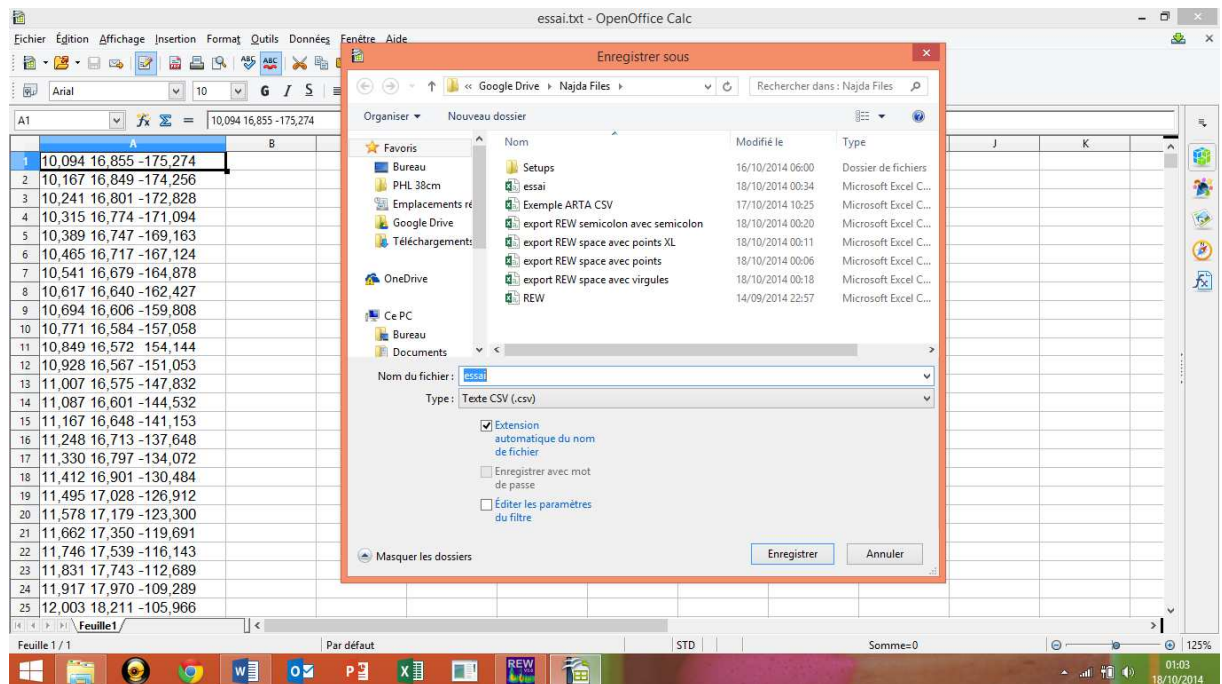 essai.txt - OpenOffice Calc
Fichier Édition Affichage Insertion Format Outils Données Fenêtre Aide
Arial 10 G I S
A1 fx Σ = 10,094 16,855 -175,274
A B J K
1 10,094 16,855 -175,274
2 10,167 16,849 -174,256
3 10,241 16,801 -172,828
4 10,315 16,774 -171,094
5 10,389 16,747 -169,163
6 10,465 16,717 -167,124
7 10,541 16,679 -164,878
8 10,617 16,640 -162,427
9 10,694 16,606 -159,808
10 10,771 16,584 -157,058
11 10,849 16,572 154,144
12 10,928 16,567 -151,053
13 11,007 16,575 -147,832
14 11,087 16,601 -144,532
15 11,167 16,648 -141,153
16 11,248 16,713 -137,648
17 11,330 16,797 -134,072
18 11,412 16,901 -130,484
19 11,495 17,028 -126,912
20 11,578 17,179 -123,300
21 11,662 17,350 -119,691
22 11,746 17,539 -116,143
23 11,831 17,743 -112,689
24 11,917 17,970 -109,289
25 12,003 18,211 -105,966
Enregistrer sous
« Google Drive Najda Files
Rechercher dans : Najda Files
Organiser Nouveau dossier
Favoris
Bureau
PHL 38cm
Emplacements ré
Google Drive
Téléchargements
OneDrive
Ce PC
Bureau
Documents
Nom Modifié le Type
Setups 16/10/2014 06:00 Dossier de fichiers
essai 18/10/2014 00:34 Microsoft Excel C...
Exemple ARTA CSV 17/10/2014 10:25 Microsoft Excel C...
export REW semicolon avec semicolon 18/10/2014 00:20 Microsoft Excel C...
export REW space avec points XL 18/10/2014 00:11 Microsoft Excel C...
export REW space avec points 18/10/2014 00:06 Microsoft Excel C...
export REW space avec virgules 18/10/2014 00:18 Microsoft Excel C...
REW 14/09/2014 22:57 Microsoft Excel C...
Nom du fichier : essai
Type : Texte CSV (.csv)
Extension
automatique du nom
de fichier
Enregistrer avec mot
de passe
Éditer les paramètres
du filtre
Masquer les dossiers
Enregistrer Annuler
Feuille1
Feuille 1 / 1 Par défaut STD Somme=0 125%
REW
01:03
18/10/2014